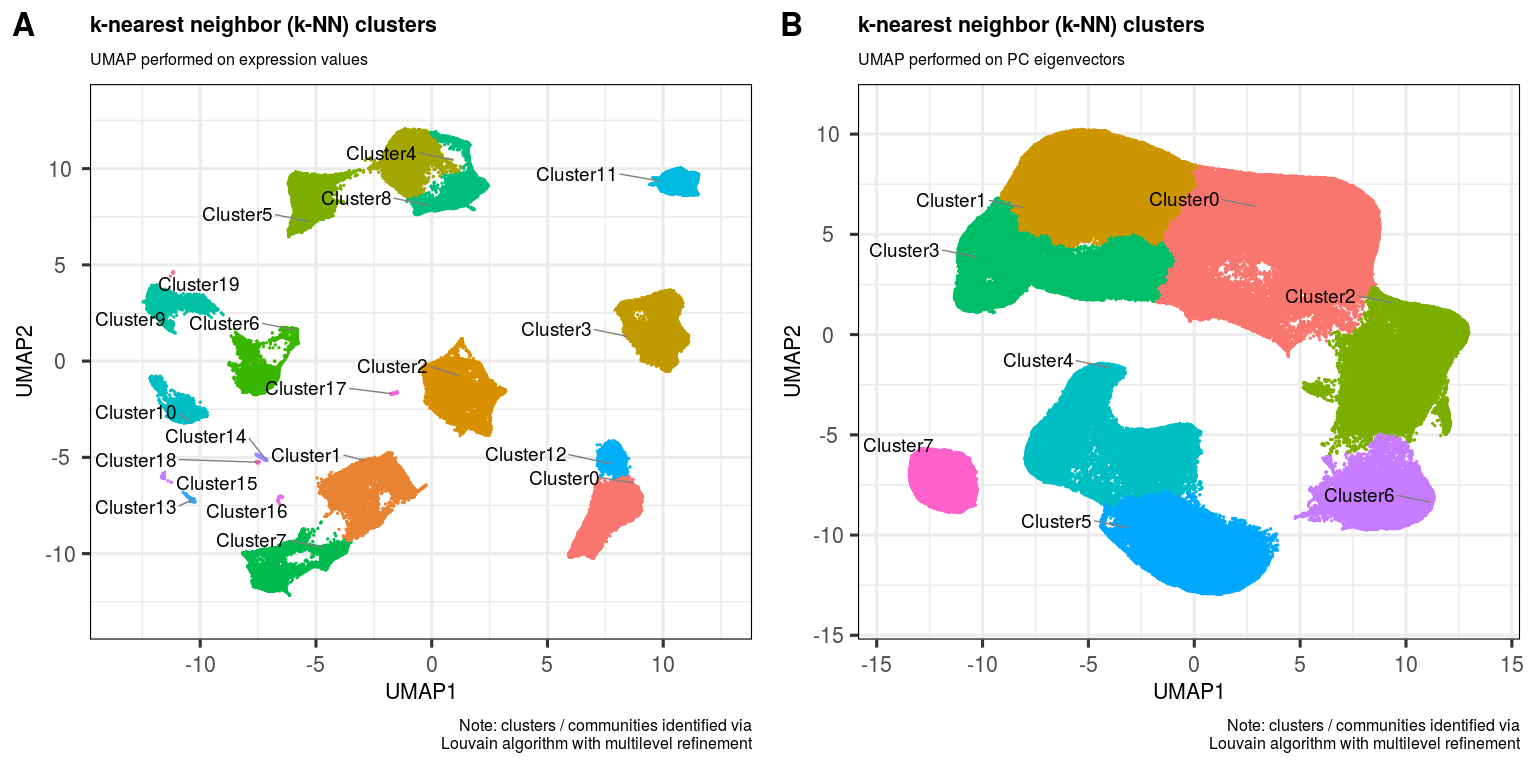 A
k-nearest neighbor (k-NN) clusters
UMAP performed on expression values
Cluster4
Cluster11
Cluster8
Cluster5
Cluster19
Cluster9
Cluster6
Cluster3
Cluster2
Cluster17
Cluster10
Cluster14
Cluster18
Cluster1
Cluster12
Cluster0
Cluster15
Cluster13
Cluster16
Cluster7
10
5
0
-5
-10
UMAP2
-10
-5
0
5
10
UMAP1
Note: clusters / communities identified via
Louvain algorithm with multilevel refinement
B
k-nearest neighbor (k-NN) clusters
UMAP performed on PC eigenvectors
Cluster1
Cluster0
Cluster3
Cluster2
Cluster4
Cluster7
Cluster6
Cluster5
10
5
0
-5
-10
-15
UMAP2
-15
-10
-5
0
5
10
15
UMAP1
Note: clusters / communities identified via
Louvain algorithm with multilevel refinement